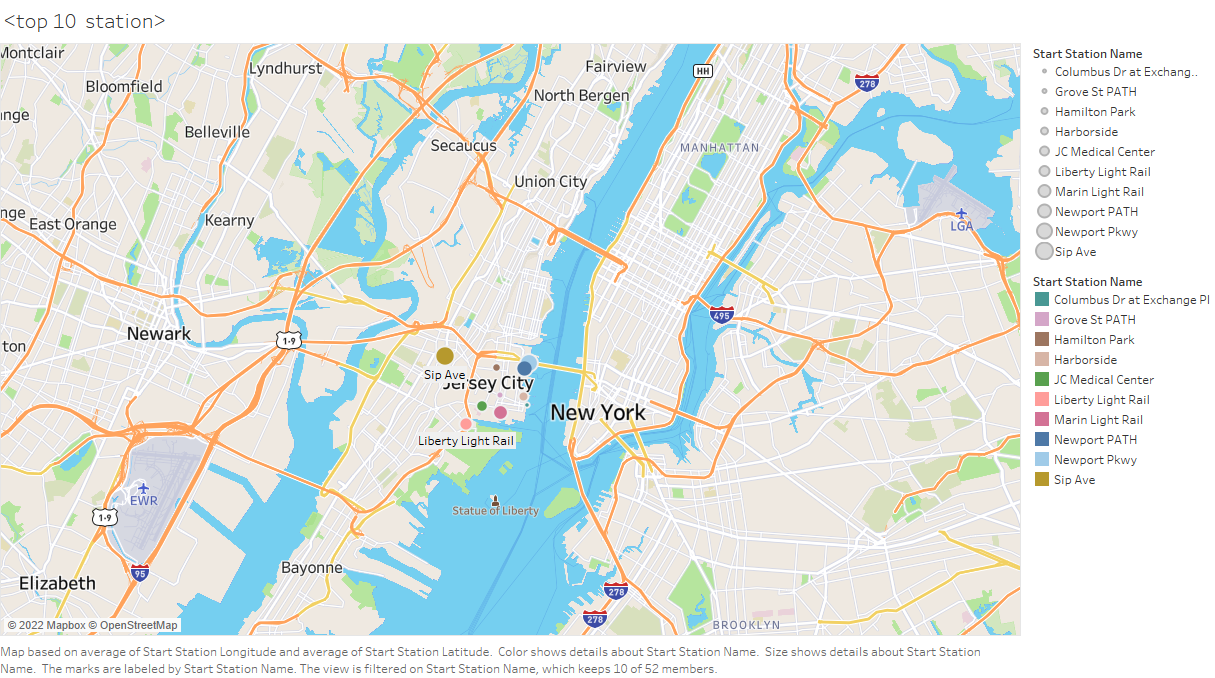 <top 10  station>
Montclair
Lyndhurst
Fairview
HH
278
Bloomfield
North Bergen
nge
Belleville
Secaucus
MANHATTAN
Union City
nge
East Orange
Kearny
LGA
495
Newark
1-9
ton
Sip Ave
Jersey City
New York
Liberty Light Rail
EWR
Statue of Liberty
1-9
95
Bayonne
Elizabeth
278
278
BROOKLYN
© 2022 Mapbox © OpenStreetMap
Start Station Name
Columbus Dr at Exchang..
Grove St PATH
Hamilton Park
Harborside
JC Medical Center
Liberty Light Rail
Marin Light Rail
Newport PATH
Newport Pkwy
Sip Ave
Start Station Name
Columbus Dr at Exchange Pl
Grove St PATH
Hamilton Park
Harborside
JC Medical Center
Liberty Light Rail
Marin Light Rail
Newport PATH
Newport Pkwy
Sip Ave
Map based on average of Start Station Longitude and average of Start Station Latitude.  Color shows details about Start Station Name.  Size shows details about Start Station
Name.  The marks are labeled by Start Station Name. The view is filtered on Start Station Name, which keeps 10 of 52 members.